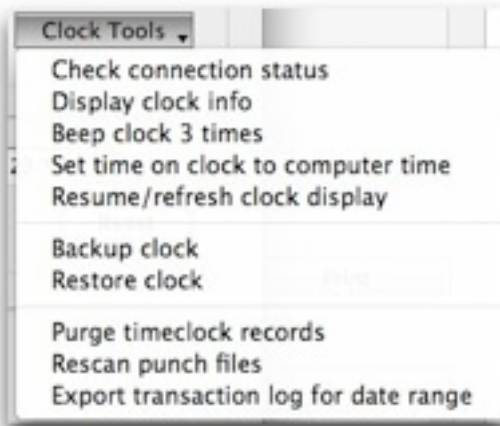 Clock Tools
Check connection status
Display clock info
Beep clock 3 times
Set time on clock to computer time
Resume/refresh clock display
Backup clock
Restore clock
Purge timeclock records
Rescan punch files
Export transaction log for date range